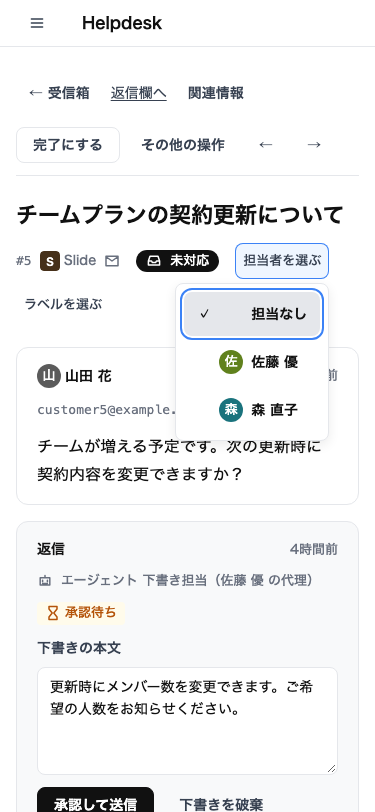 Helpdesk
← 受信箱 返信欄へ 関連情報
完了にする その他の操作 ← →
チームプランの契約更新について
#5 S Slide 未対応 担当者を選ぶ
ラベルを選ぶ
✓ 担当なし
佐 佐藤 優
森 森 直子
山 山田 花 前
customer5@example.
チームが増える予定です。次の更新時に
契約内容を変更できますか？
返信 4時間前
エージェント 下書き担当（佐藤 優 の代理）
承認待ち
下書きの本文
更新時にメンバー数を変更できます。ご希
望の人数をお知らせください。
承認して送信 下書きを破棄